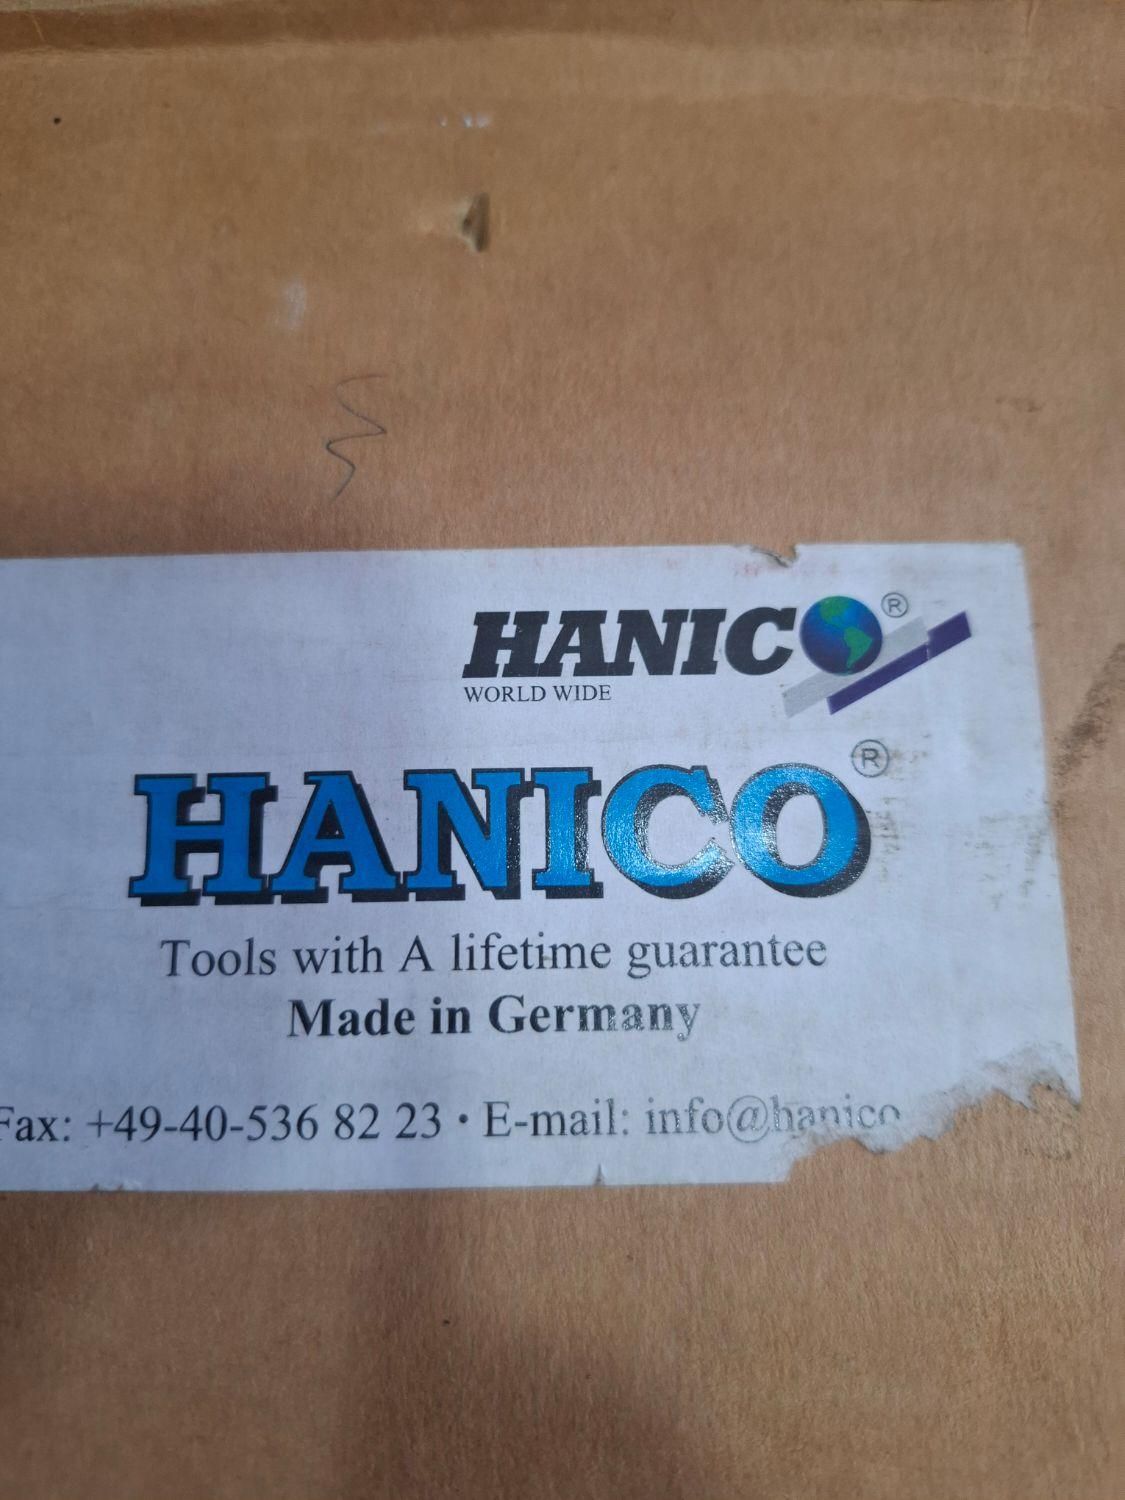 HANICO ®
WORLD WIDE
HANICO ®
Tools with A lifetime guarantee
Made in Germany
Fax: +49-40-536 82 23 • E-mail: info@hanico